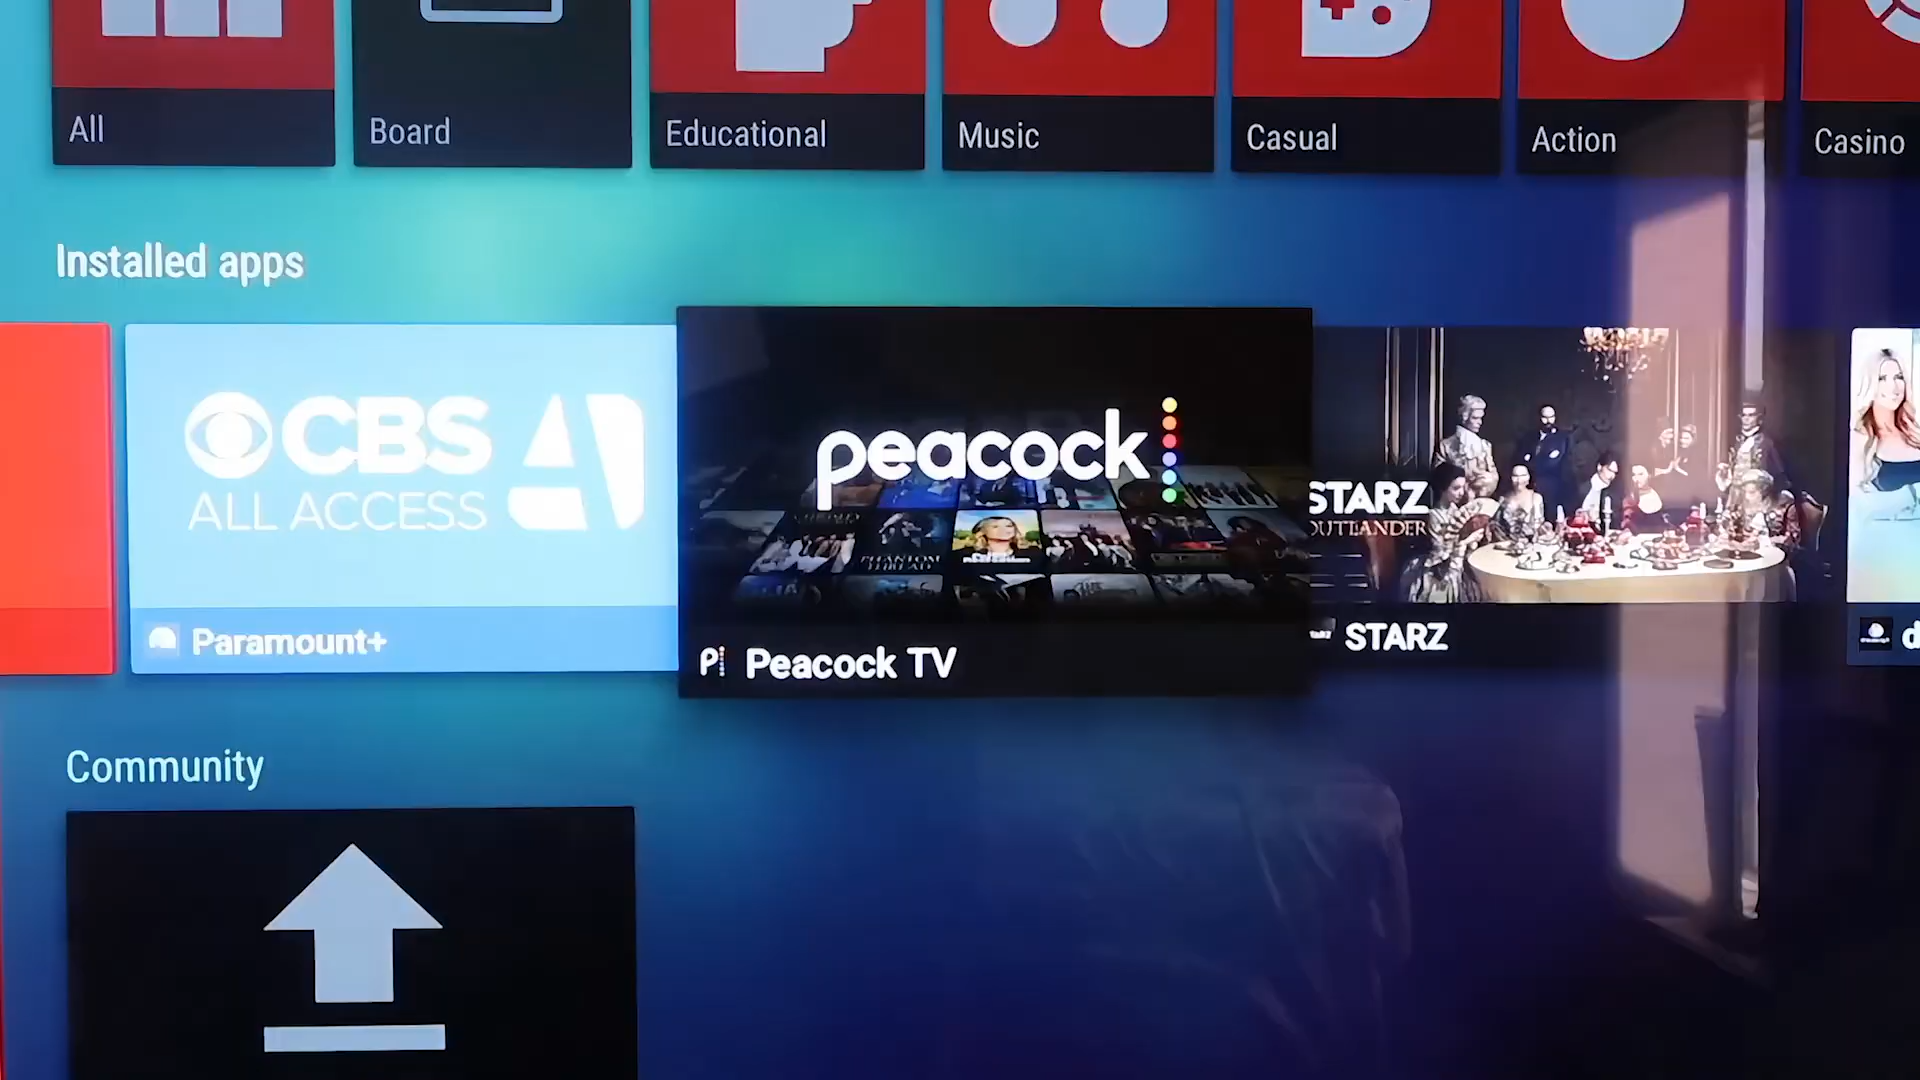 All
Board
Educational
Music
Casual
Action
Casino
Installed apps
CBS
ALL ACCESS
Paramount+
peacock
PHANTOM
Peacock TV
STARZ
OUTLANDER
STARZ
d
Community